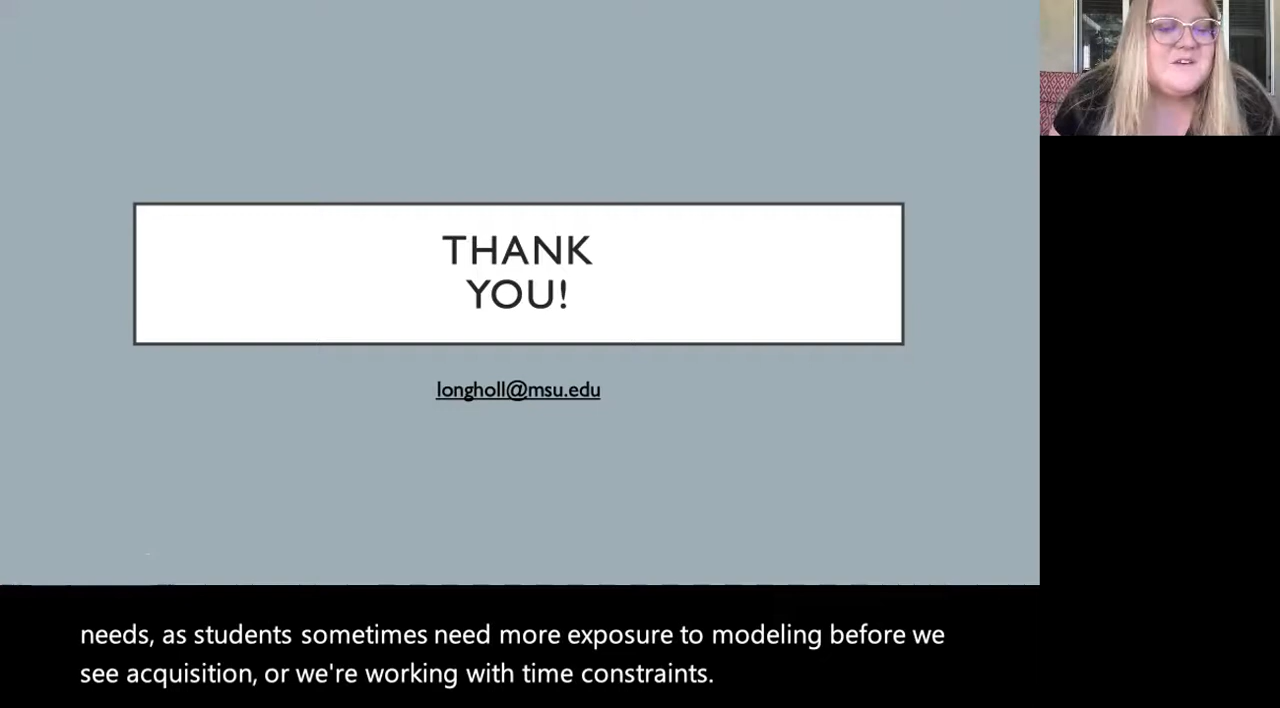 THANK
YOU!
longholl@msu.edu
needs, as students sometimes need more exposure to modeling before we
see acquisition, or we're working with time constraints.